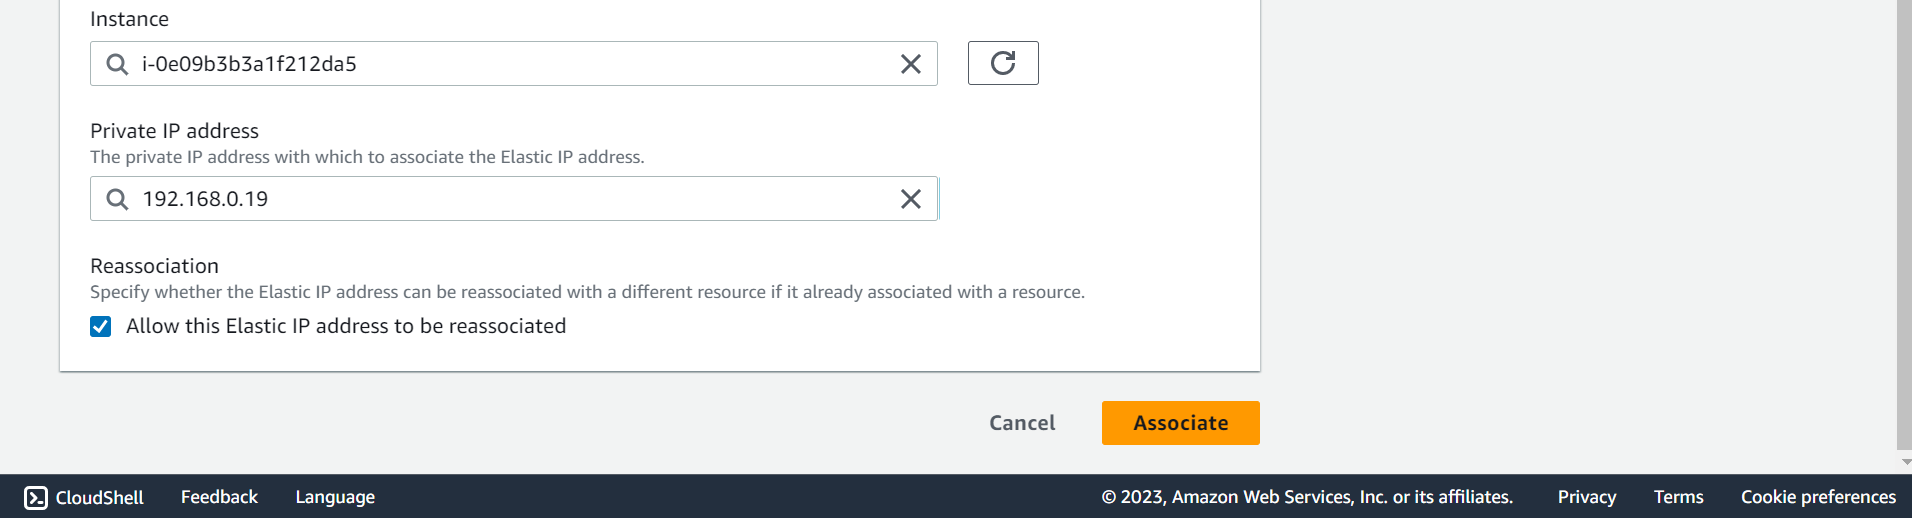 Instance
i-0e09b3b3a1f212da5
Private IP address
The private IP address with which to associate the Elastic IP address.
192.168.0.19
Reassociation
Specify whether the Elastic IP address can be reassociated with a different resource if it already associated with a resource.
Allow this Elastic IP address to be reassociated
Cancel Associate
CloudShell Feedback Language © 2023, Amazon Web Services, Inc. or its affiliates. Privacy Terms Cookie preferences